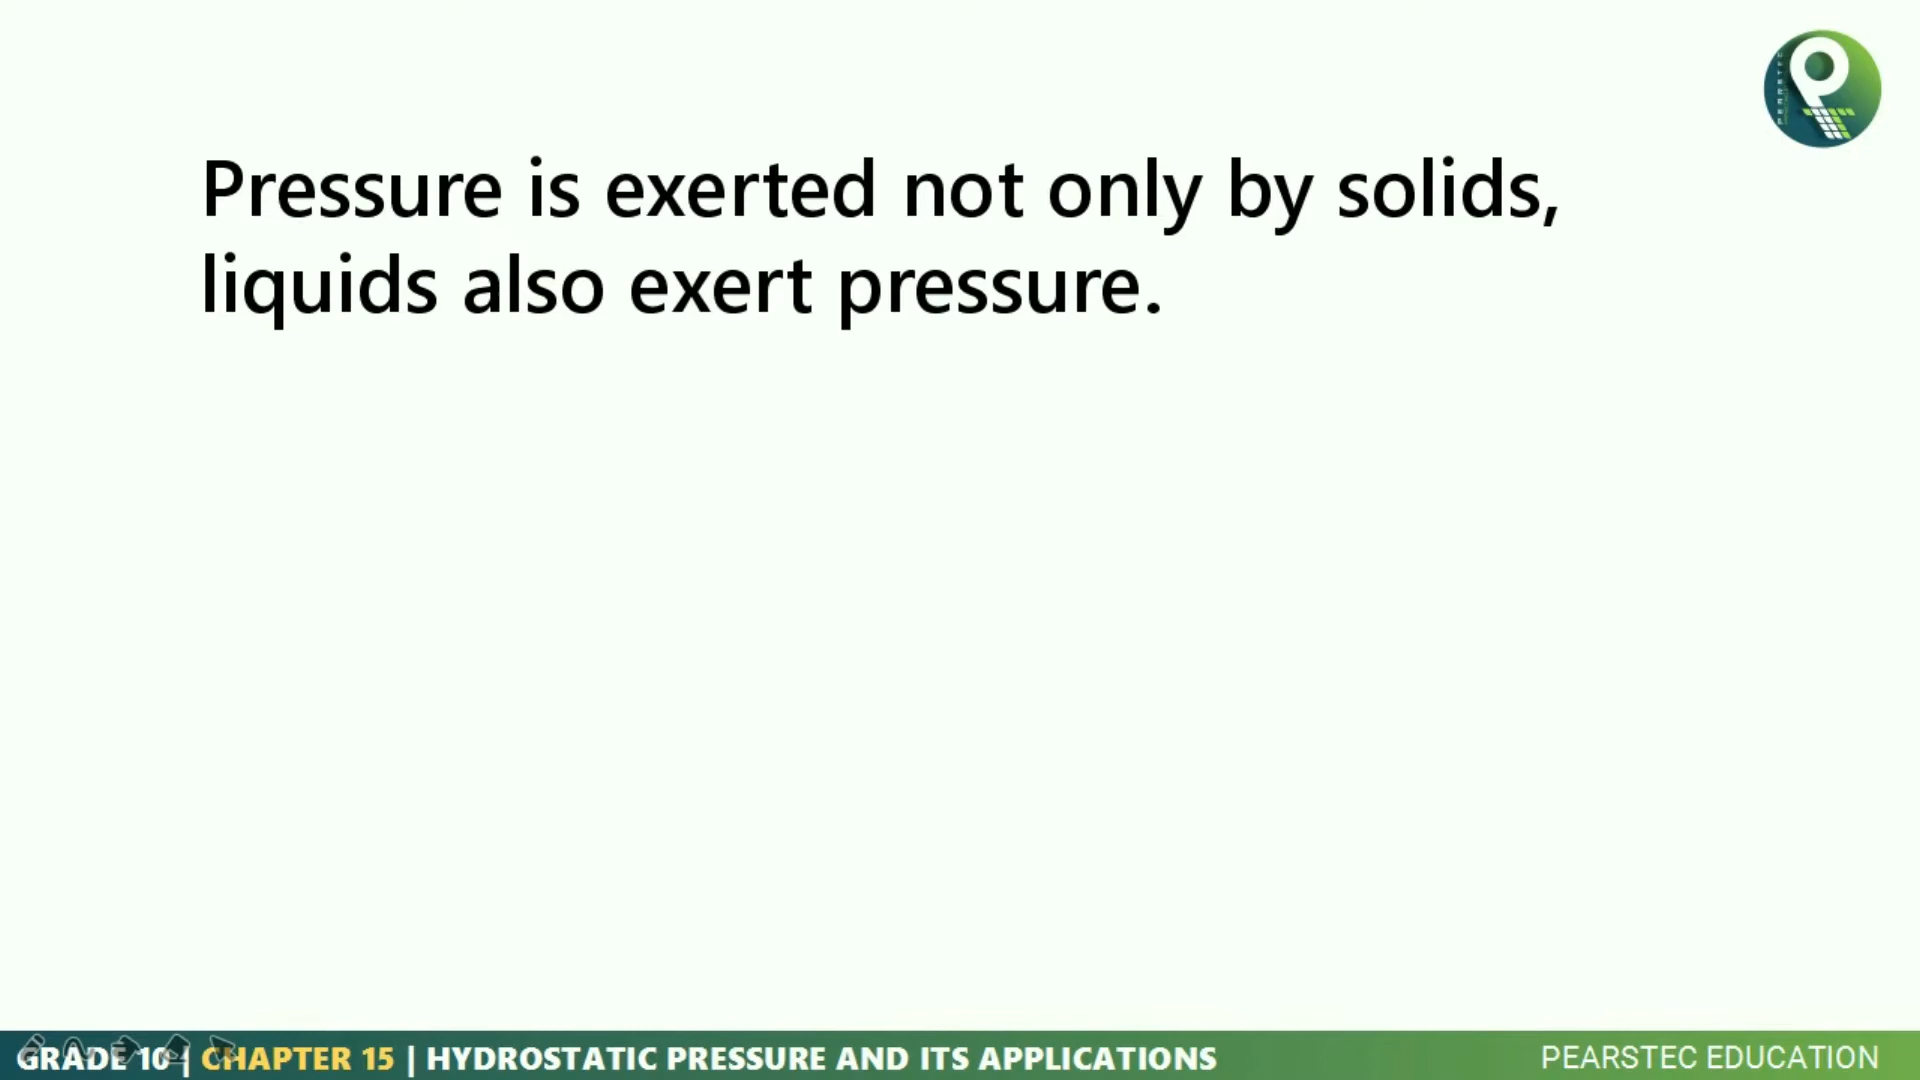 PEARSTEC
Pressure is exerted not only by solids,
liquids also exert pressure.
GRADE 10 | CHAPTER 15 | HYDROSTATIC PRESSURE AND ITS APPLICATIONS
PEARSTEC EDUCATION